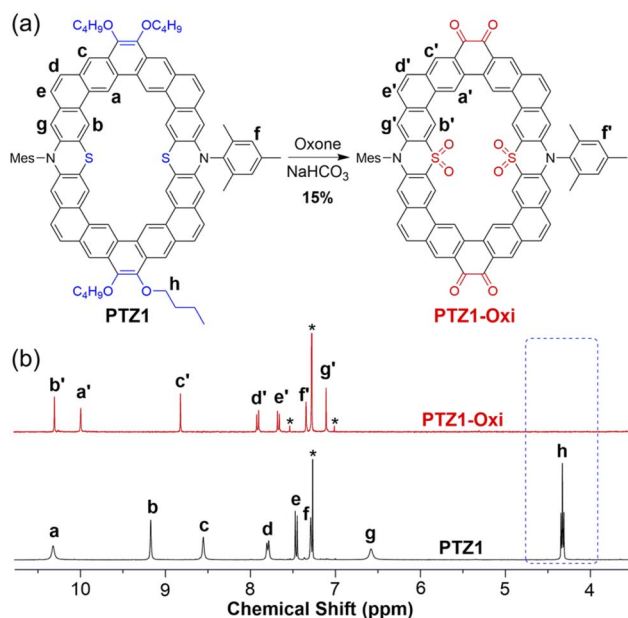 (a)
C₄H₉O OC₄H₉
c c'
d d'
e a e' a'
g b g' b'
f f'
Mes S S N Oxone Mes S S N
N NaHCO₃ N
15%
O O
O O
O O
O O
h
C₄H₉O O
PTZ1 PTZ1-Oxi
(b)
b' a' c' d' e' f' g'
* * *
PTZ1-Oxi
a b c d e f g h
*
PTZ1
10 9 8 7 6 5 4
Chemical Shift (ppm)